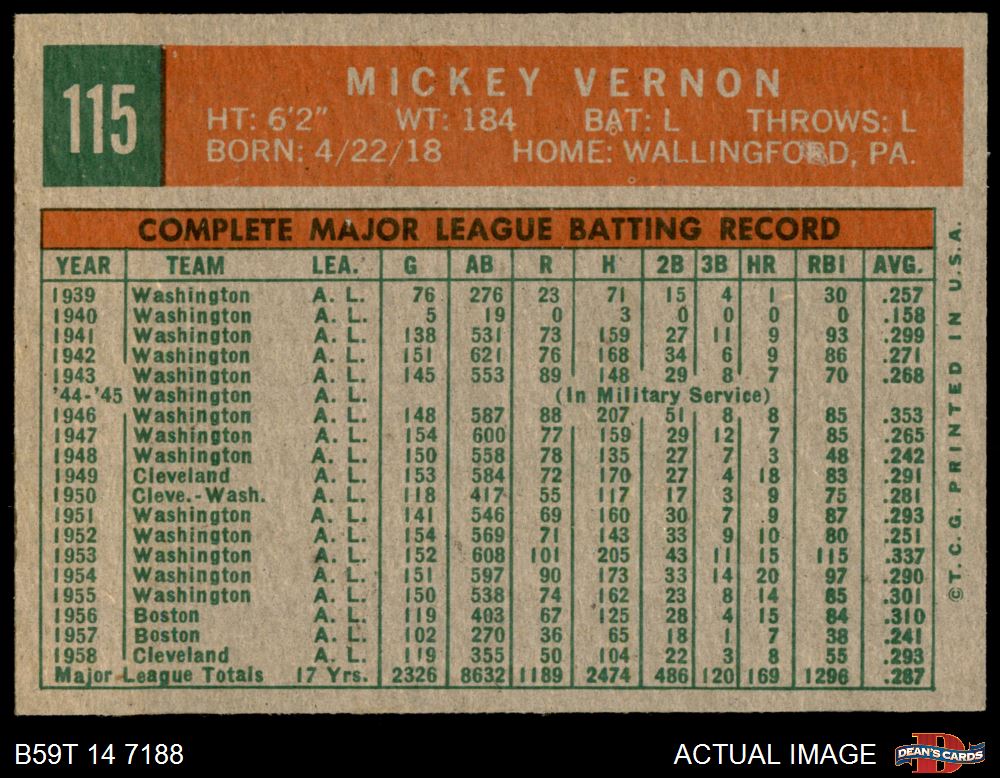 115
MICKEY VERNON
HT: 6'2" WT: 184 BAT: L THROWS: L
BORN: 4/22/18 HOME: WALLINGFORD, PA.
COMPLETE MAJOR LEAGUE BATTING RECORD
YEAR TEAM LEA. G AB R H 2B 3B HR RBI AVG.
1939 Washington A. L. 76 276 23 71 15 4 1 30 .257
1940 Washington A. L. 5 19 0 3 0 0 0 0 .158
1941 Washington A. L. 138 531 73 159 27 11 9 93 .299
1942 Washington A. L. 151 621 76 168 34 6 9 86 .271
1943 Washington A. L. 145 553 89 148 29 8 7 70 .268
'44-'45 Washington A. L. (In Military Service)
1946 Washington A. L. 148 587 88 207 51 8 8 85 .353
1947 Washington A. L. 154 600 77 159 29 12 7 85 .265
1948 Washington A. L. 150 558 78 135 27 7 3 48 .242
1949 Cleveland A. L. 153 584 72 170 27 4 18 83 .291
1950 Cleve.-Wash. A. L. 118 417 55 117 17 3 9 75 .281
1951 Washington A. L. 141 546 69 160 30 7 9 87 .293
1952 Washington A. L. 154 569 71 143 33 9 10 80 .251
1953 Washington A. L. 152 608 101 205 43 11 15 115 .337
1954 Washington A. L. 151 597 90 173 33 14 20 97 .290
1955 Washington A. L. 150 538 74 162 23 8 14 85 .301
1956 Boston A. L. 119 403 67 125 28 4 15 84 .310
1957 Boston A. L. 102 270 36 65 18 1 7 38 .241
1958 Cleveland A. L. 119 355 50 104 22 3 8 55 .293
Major League Totals 17 Yrs. 2326 8632 1189 2474 486 120 169 1296 .287
© T. C. G. PRINTED IN U.S.A.
B59T 14 7188
ACTUAL IMAGE
DEAN'S CARDS